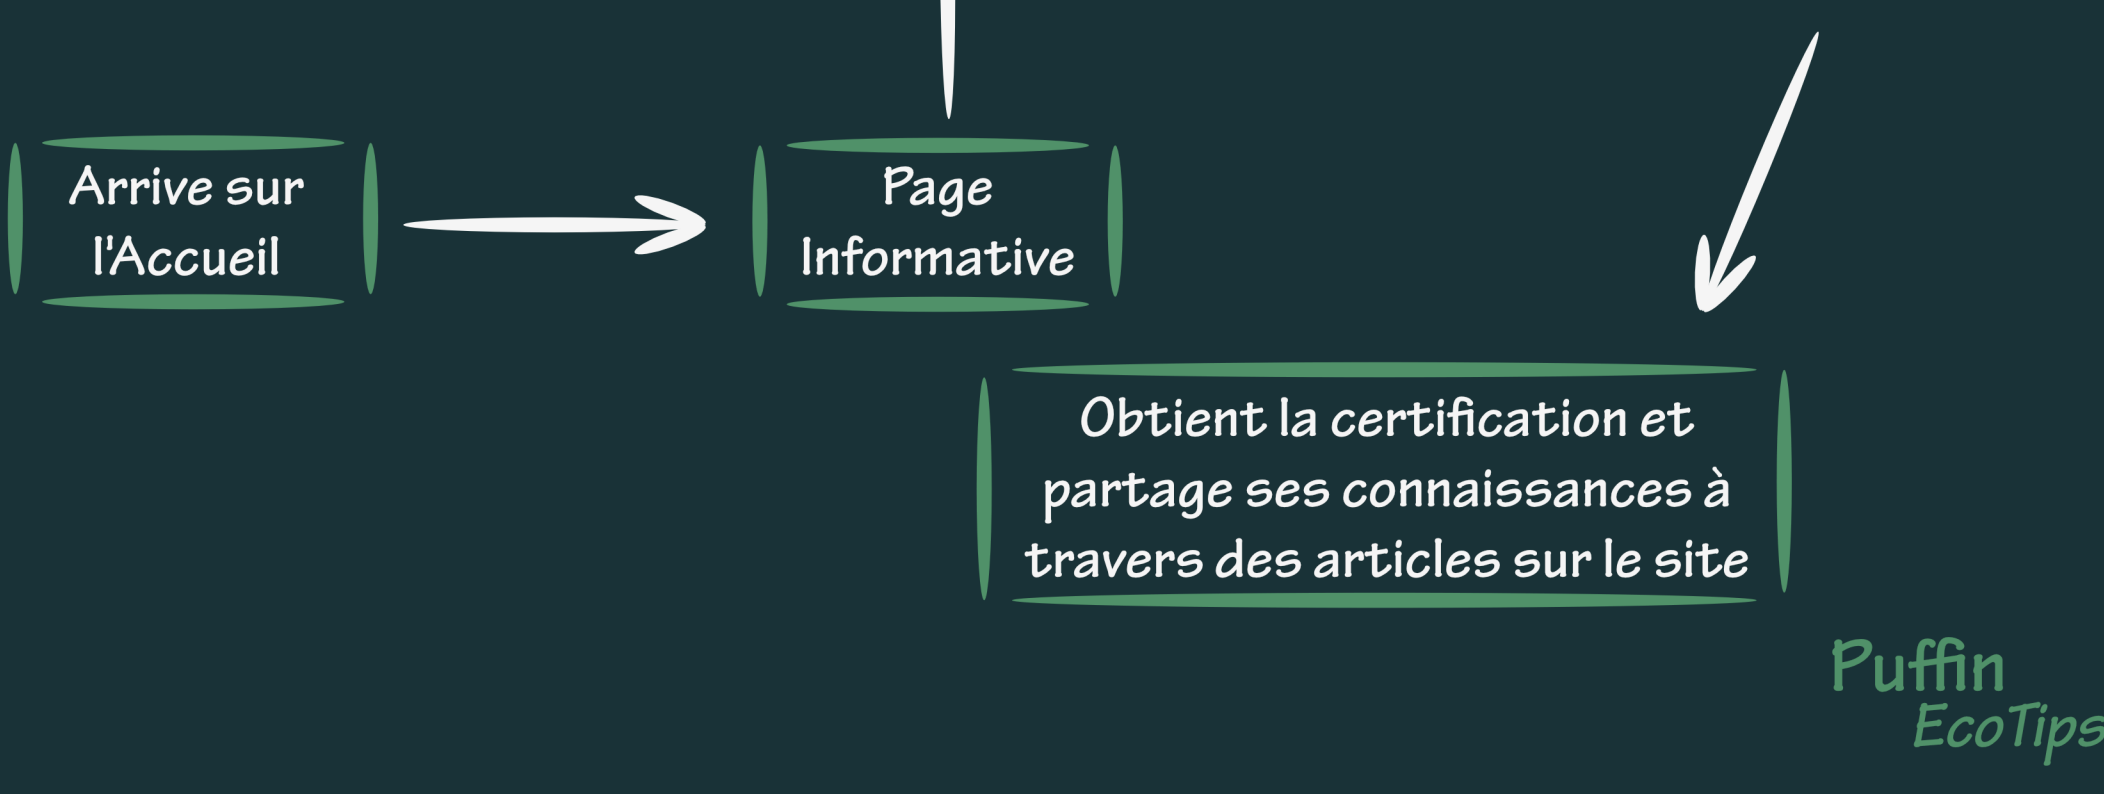 Arrive sur
l'Accueil
Page
Informative
Obtient la certification et
partage ses connaissances à
travers des articles sur le site
Puffin
EcoTips